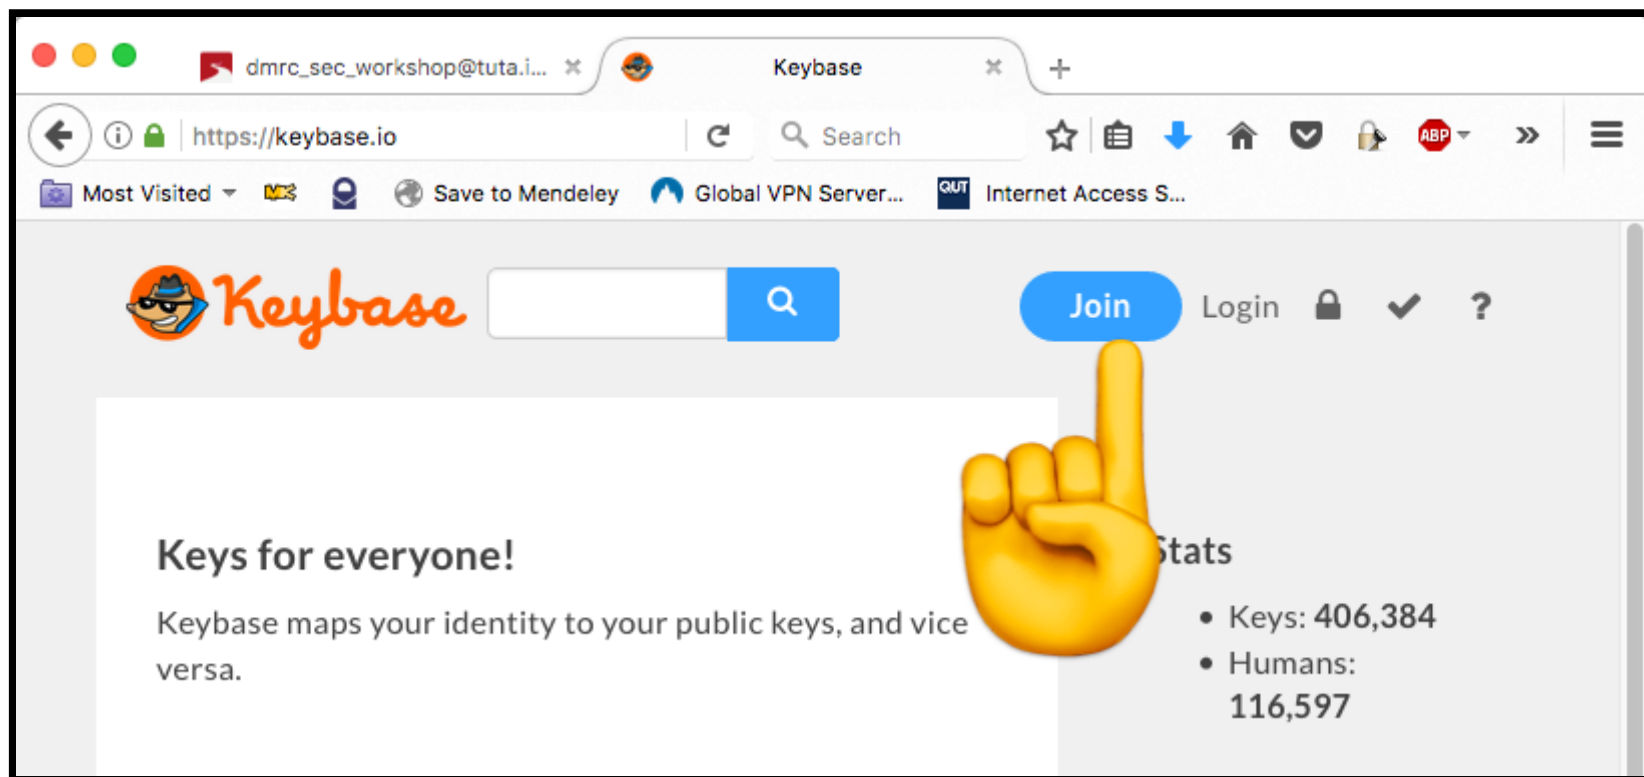 dmrc_sec_workshop@tuta.i...
Keybase
https://keybase.io
Search
ABP
Most Visited
Save to Mendeley
Global VPN Server...
QUT
Internet Access S...
Keybase
Join
Login
?
Keys for everyone!
Stats
Keybase maps your identity to your public keys, and vice
versa.
• Keys: 406,384
• Humans:
116,597